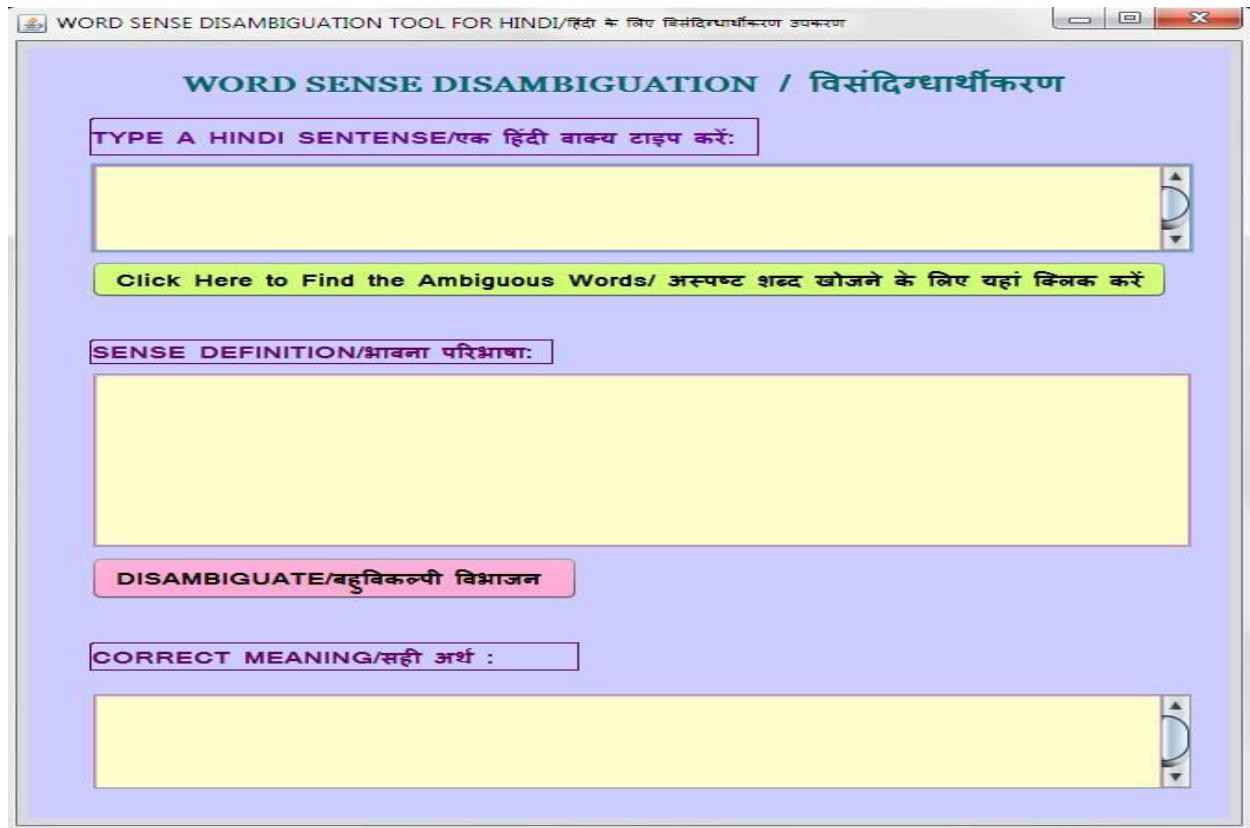 WORD SENSE DISAMBIGUATION TOOL FOR HINDI/हिंदी के लिए विसंदिग्धार्थीकरण उपकरण
WORD SENSE DISAMBIGUATION / विसंदिग्धार्थीकरण
TYPE A HINDI SENTENSE/एक हिंदी वाक्य टाइप करें:
Click Here to Find the Ambiguous Words/ अस्पष्ट शब्द खोजने के लिए यहां क्लिक करें
SENSE DEFINITION/भावना परिभाषा:
DISAMBIGUATE/बहुविकल्पी विभाजन
CORRECT MEANING/सही अर्थ :